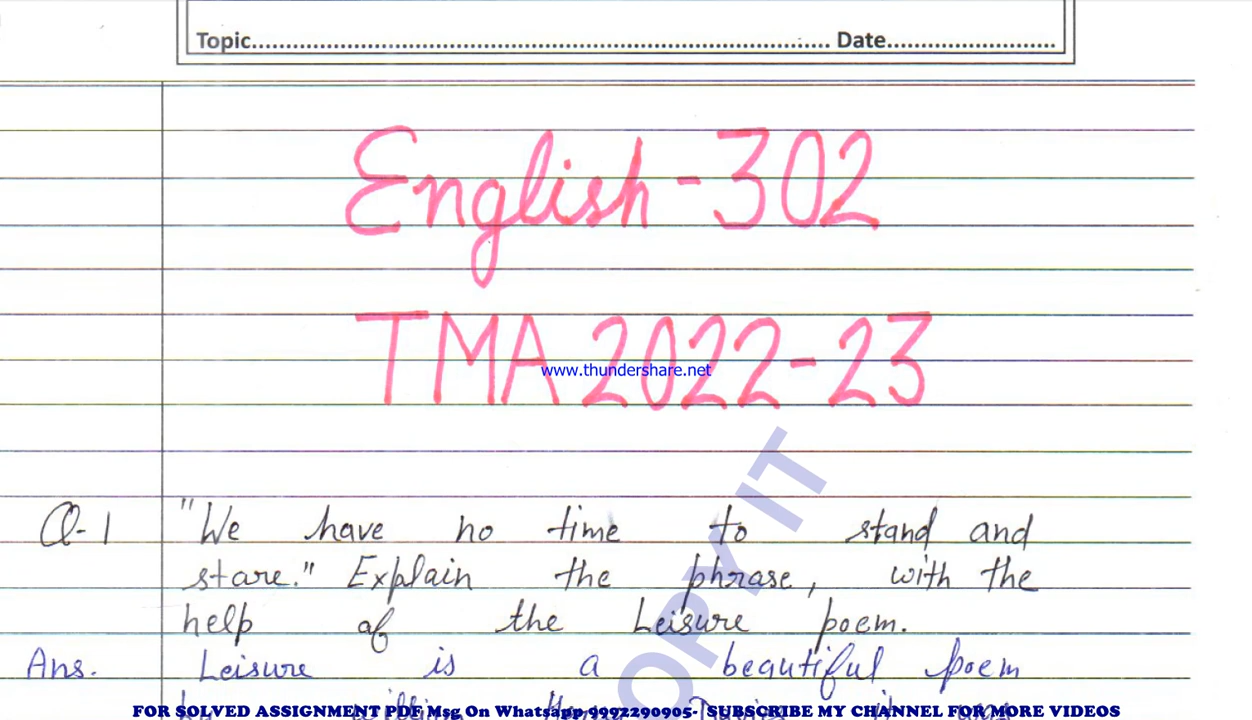 Topic.................................................................................... Date.........................
English-302
TMA 2022-23
www.thundershare.net
OPY IT
Q-1 "We have no time to stand and
stare." Explain the phrase, with the
help of the Leisure poem.
Ans. Leisure is a beautiful poem
FOR SOLVED ASSIGNMENT PDF Msg On Whatsapp 9992290905- SUBSCRIBE MY CHANNEL FOR MORE VIDEOS